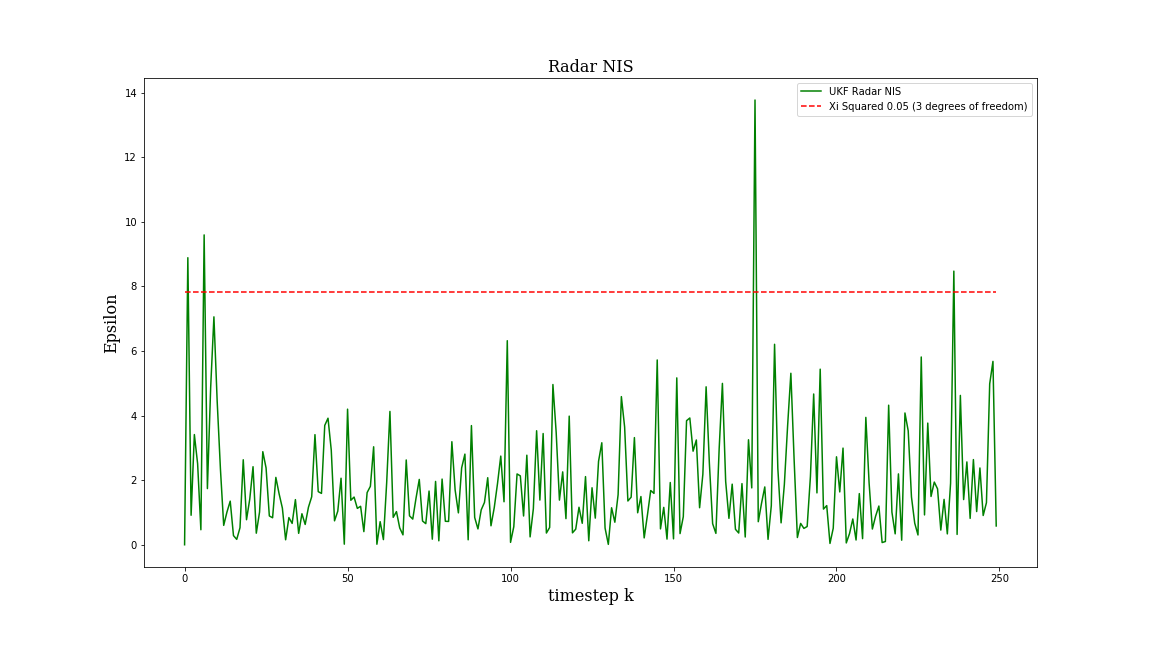 Radar NIS
UKF Radar NIS
Xi Squared 0.05 (3 degrees of freedom)
14
12
10
8
6
4
2
0
Epsilon
0 50 100 150 200 250
timestep k